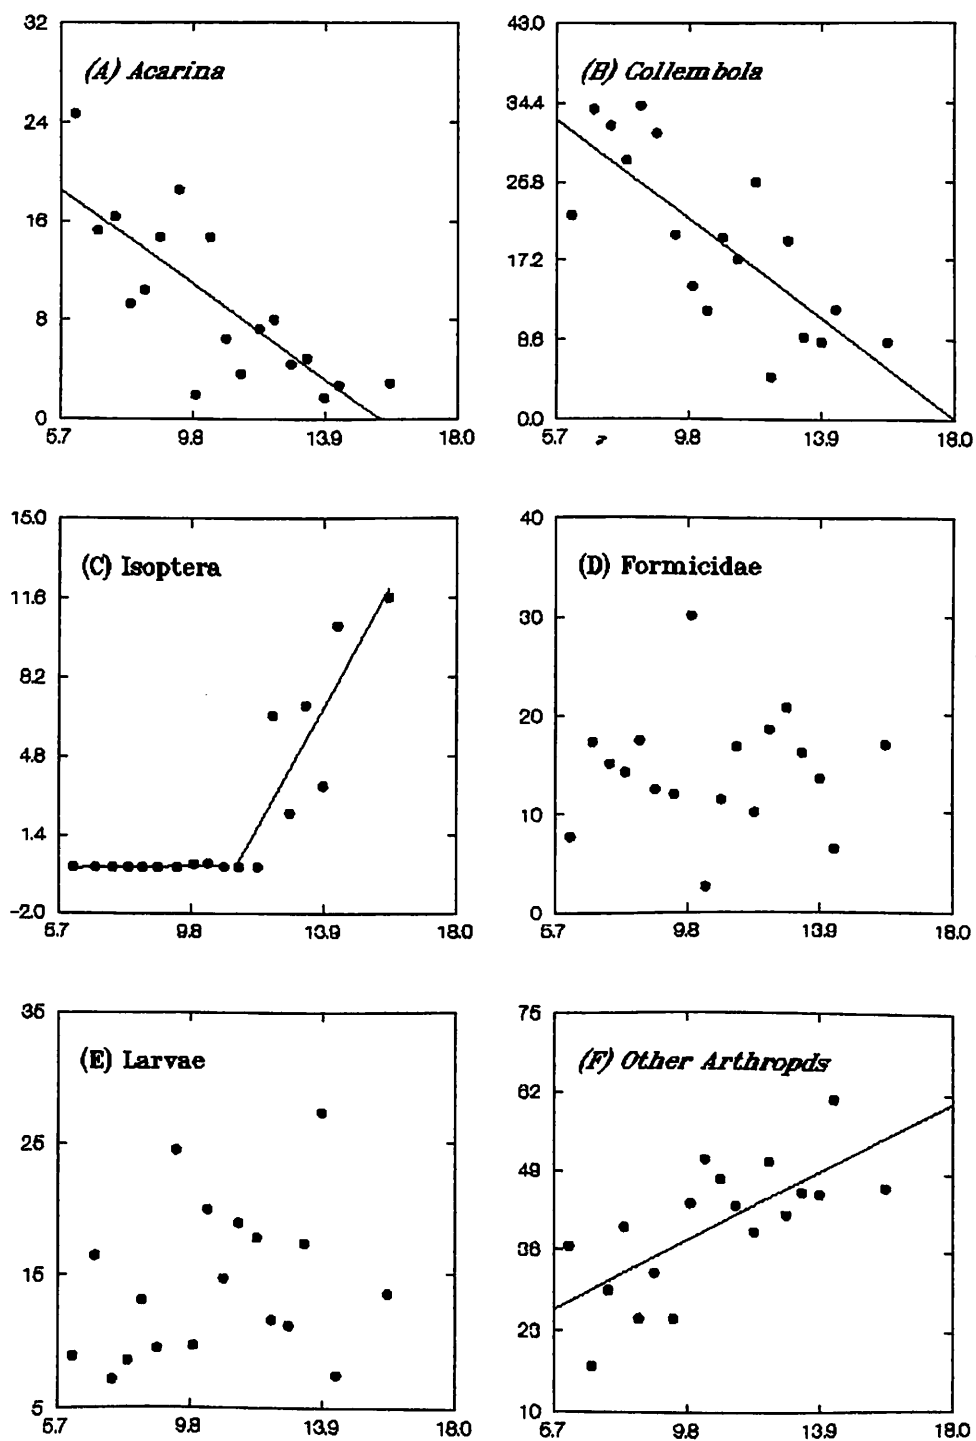 32
(A) Acarina
24
16
8
0
5.7 9.8 13.9 18.0
43.0
(B) Collembola
34.4
25.8
17.2
8.6
0.0
5.7 9.8 13.9 18.0
15.0
(C) Isoptera
11.6
8.2
4.8
1.4
-2.0
5.7 9.8 13.9 18.0
40
(D) Formicidae
30
20
10
0
5.7 9.8 13.9 18.0
35
(E) Larvae
25
15
5
5.7 9.8 13.9 18.0
75
(F) Other Arthropds
62
49
36
23
10
5.7 9.8 13.9 18.0